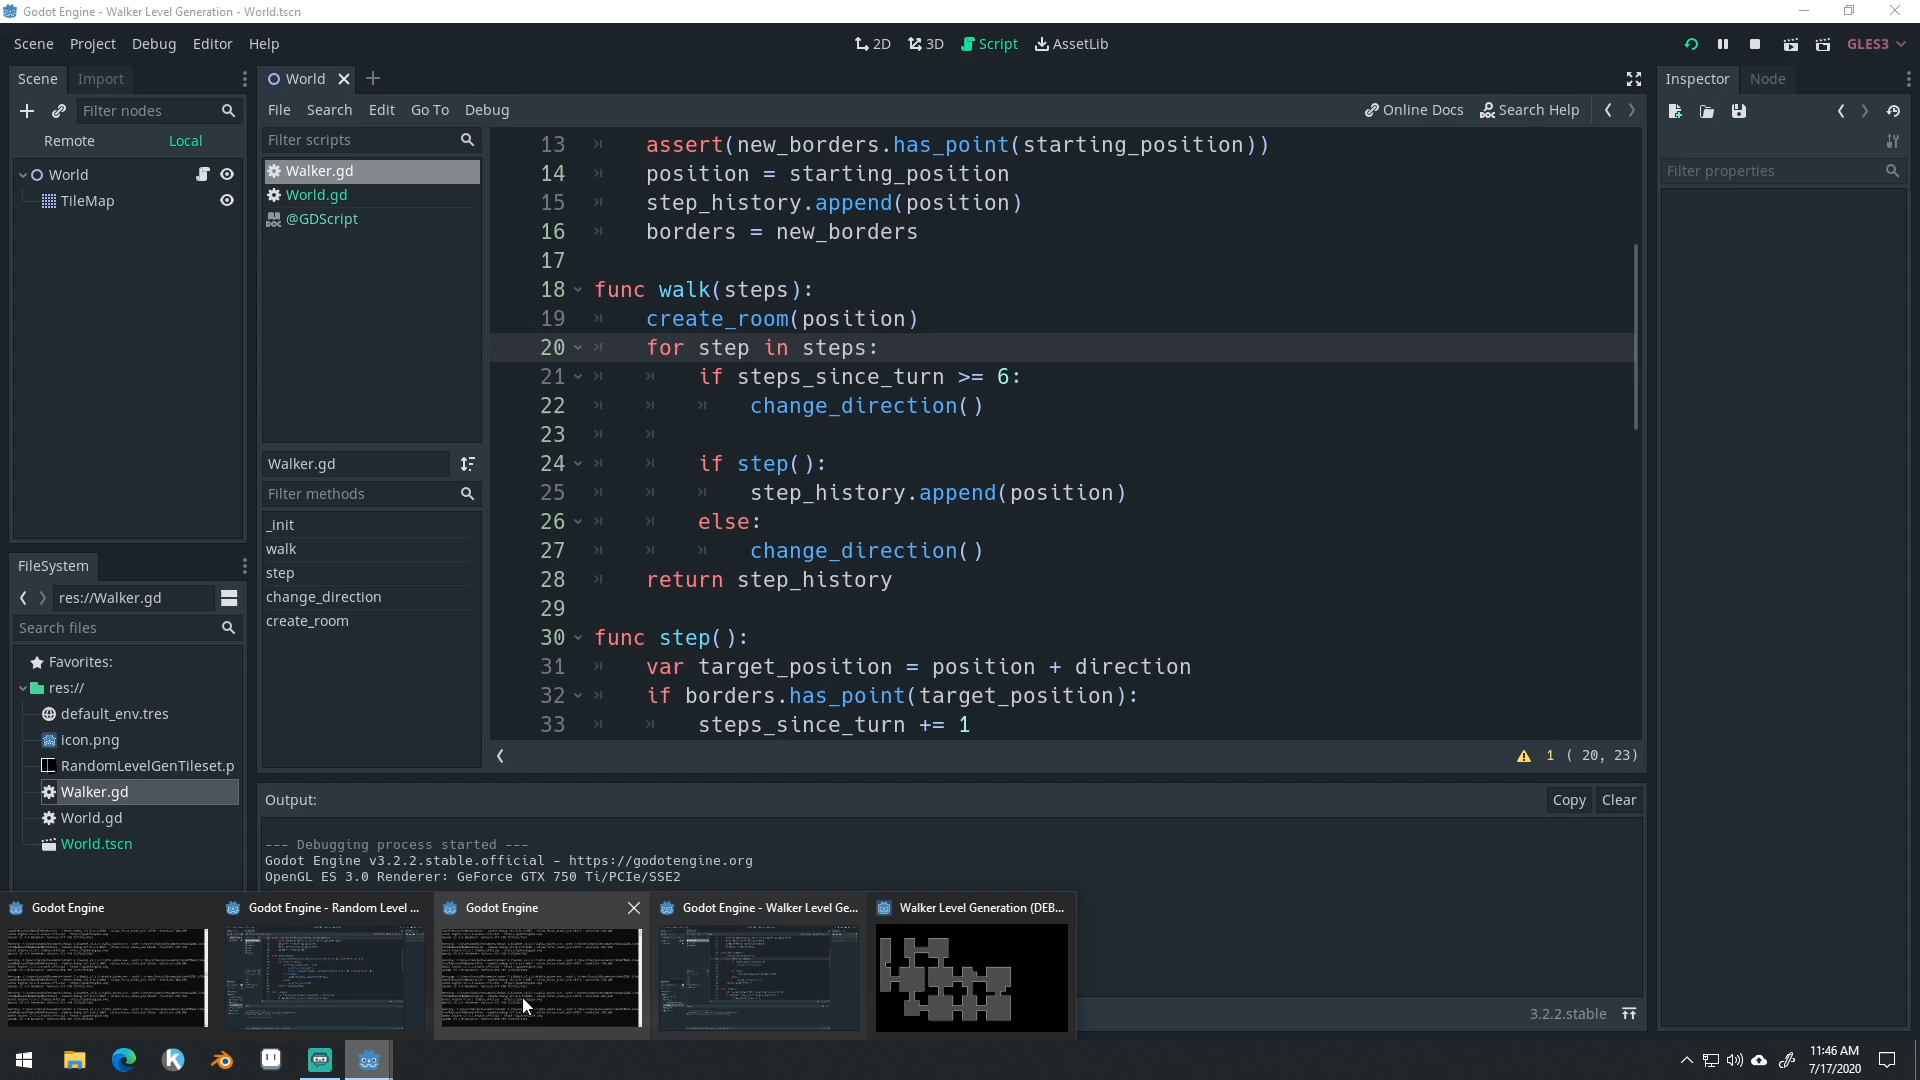 Godot Engine - Walker Level Generation - World.tscn
Scene Project Debug Editor Help
2D 3D Script AssetLib
GLES3
Scene Import
World
Inspector Node
Filter nodes
File Search Edit Go To Debug
Online Docs Search Help
Remote Local
Filter scripts
Filter properties
World
TileMap
Walker.gd
World.gd
@GDScript
Walker.gd
Filter methods
_init
walk
step
change_direction
create_room
13 assert(new_borders.has_point(starting_position))
14 position = starting_position
15 step_history.append(position)
16 borders = new_borders
17
18 func walk(steps):
19 create_room(position)
20 for step in steps:
21 if steps_since_turn >= 6:
22 change_direction()
23
24 if step():
25 step_history.append(position)
26 else:
27 change_direction()
28 return step_history
29
30 func step():
31 var target_position = position + direction
32 if borders.has_point(target_position):
33 steps_since_turn += 1
1 ( 20, 23)
FileSystem
res://Walker.gd
Search files
Favorites:
res://
default_env.tres
icon.png
RandomLevelGenTileset.p
Walker.gd
World.gd
World.tscn
Output:
Copy Clear
--- Debugging process started ---
Godot Engine v3.2.2.stable.official - https://godotengine.org
OpenGL ES 3.0 Renderer: GeForce GTX 750 Ti/PCIe/SSE2
3.2.2.stable
Godot Engine
Godot Engine - Random Level ...
Godot Engine
Godot Engine - Walker Level Ge...
Walker Level Generation (DEB...
11:46 AM
7/17/2020